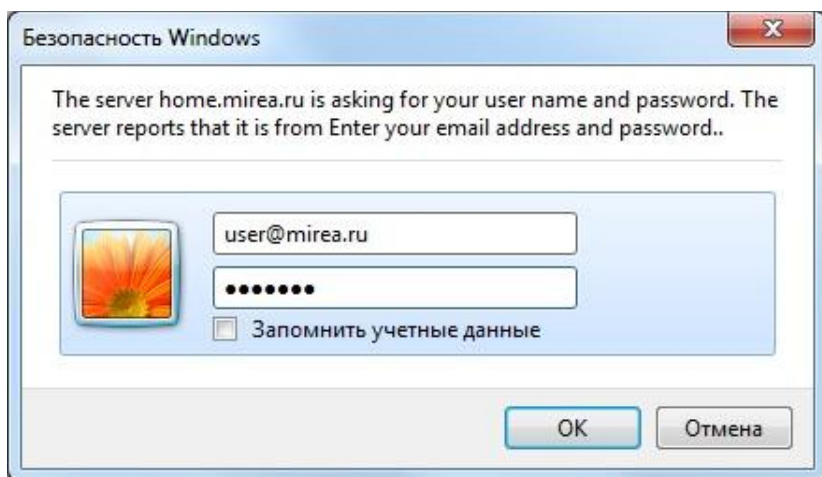 Безопасность Windows
The server home.mirea.ru is asking for your user name and password. The
server reports that it is from Enter your email address and password..
user@mirea.ru
•••••••
Запомнить учетные данные
OK
Отмена